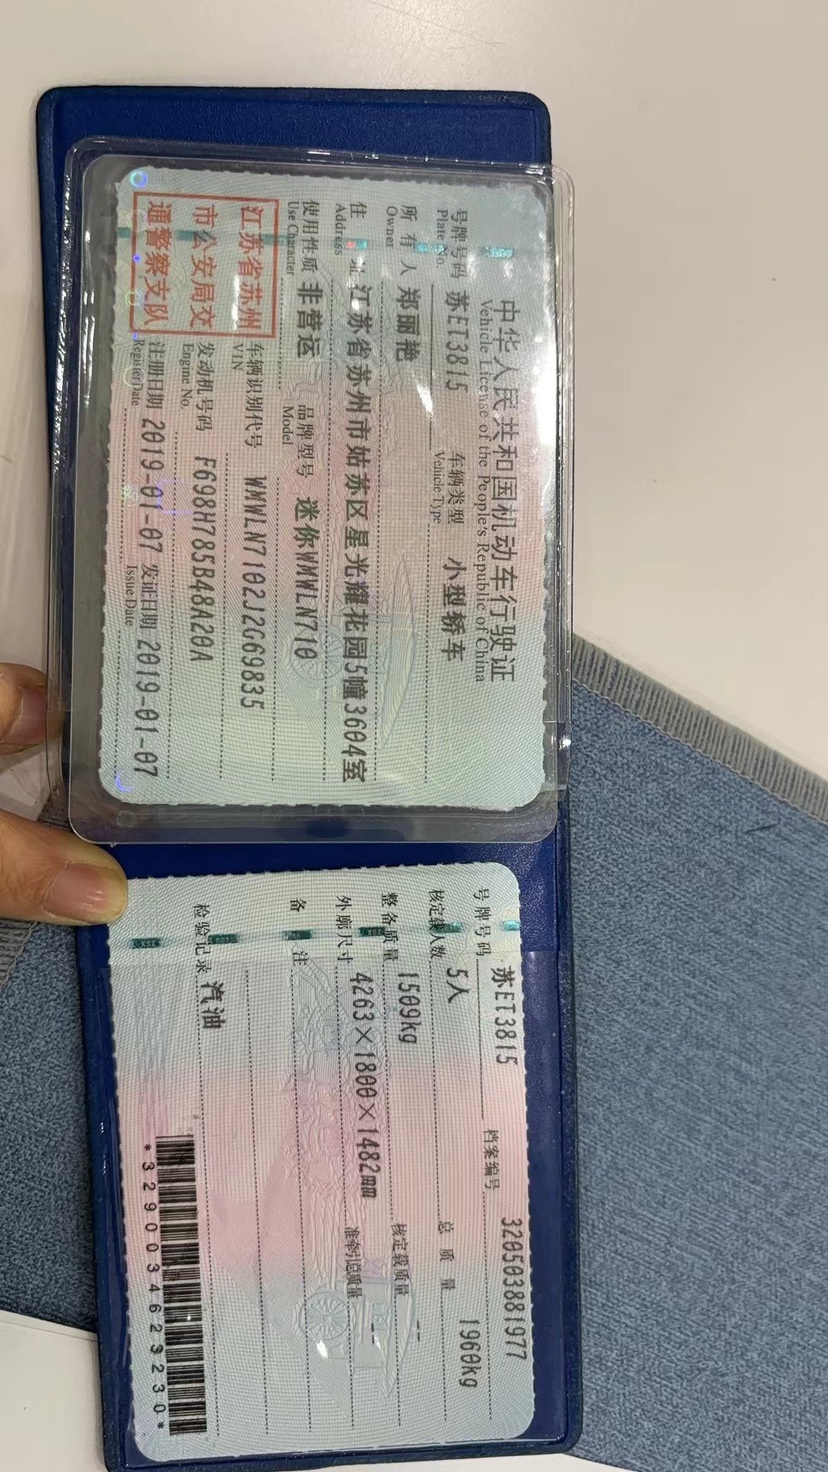 中华人民共和国机动车行驶证
Vehicle License of the People's Republic of China
号牌号码 苏ET3815 车辆类型 小型轿车
Plate No. Vehicle Type
所有人 郑丽艳
Owner
住址 江苏省苏州市姑苏区星光耀花园5幢3604室
Address
使用性质 非营运 品牌型号 迷你WMWLN710
Use Character Model
江苏省苏州
市公安局交
通警察支队
车辆识别代号 WMWLN7102J2G69835
VIN
发动机号码 F698H785B48A20A
Engine No.
注册日期 2019-01-07 发证日期 2019-01-07
Register Date Issue Date
号牌号码 苏ET3815 档案编号 320503881977
核定载人数 5人 总质量 1960kg
整备质量 1509kg 核定载质量 --
外廓尺寸 4263×1800×1482mm 准牵引总质量 --
备注
检验记录 汽油
*3290034623230*